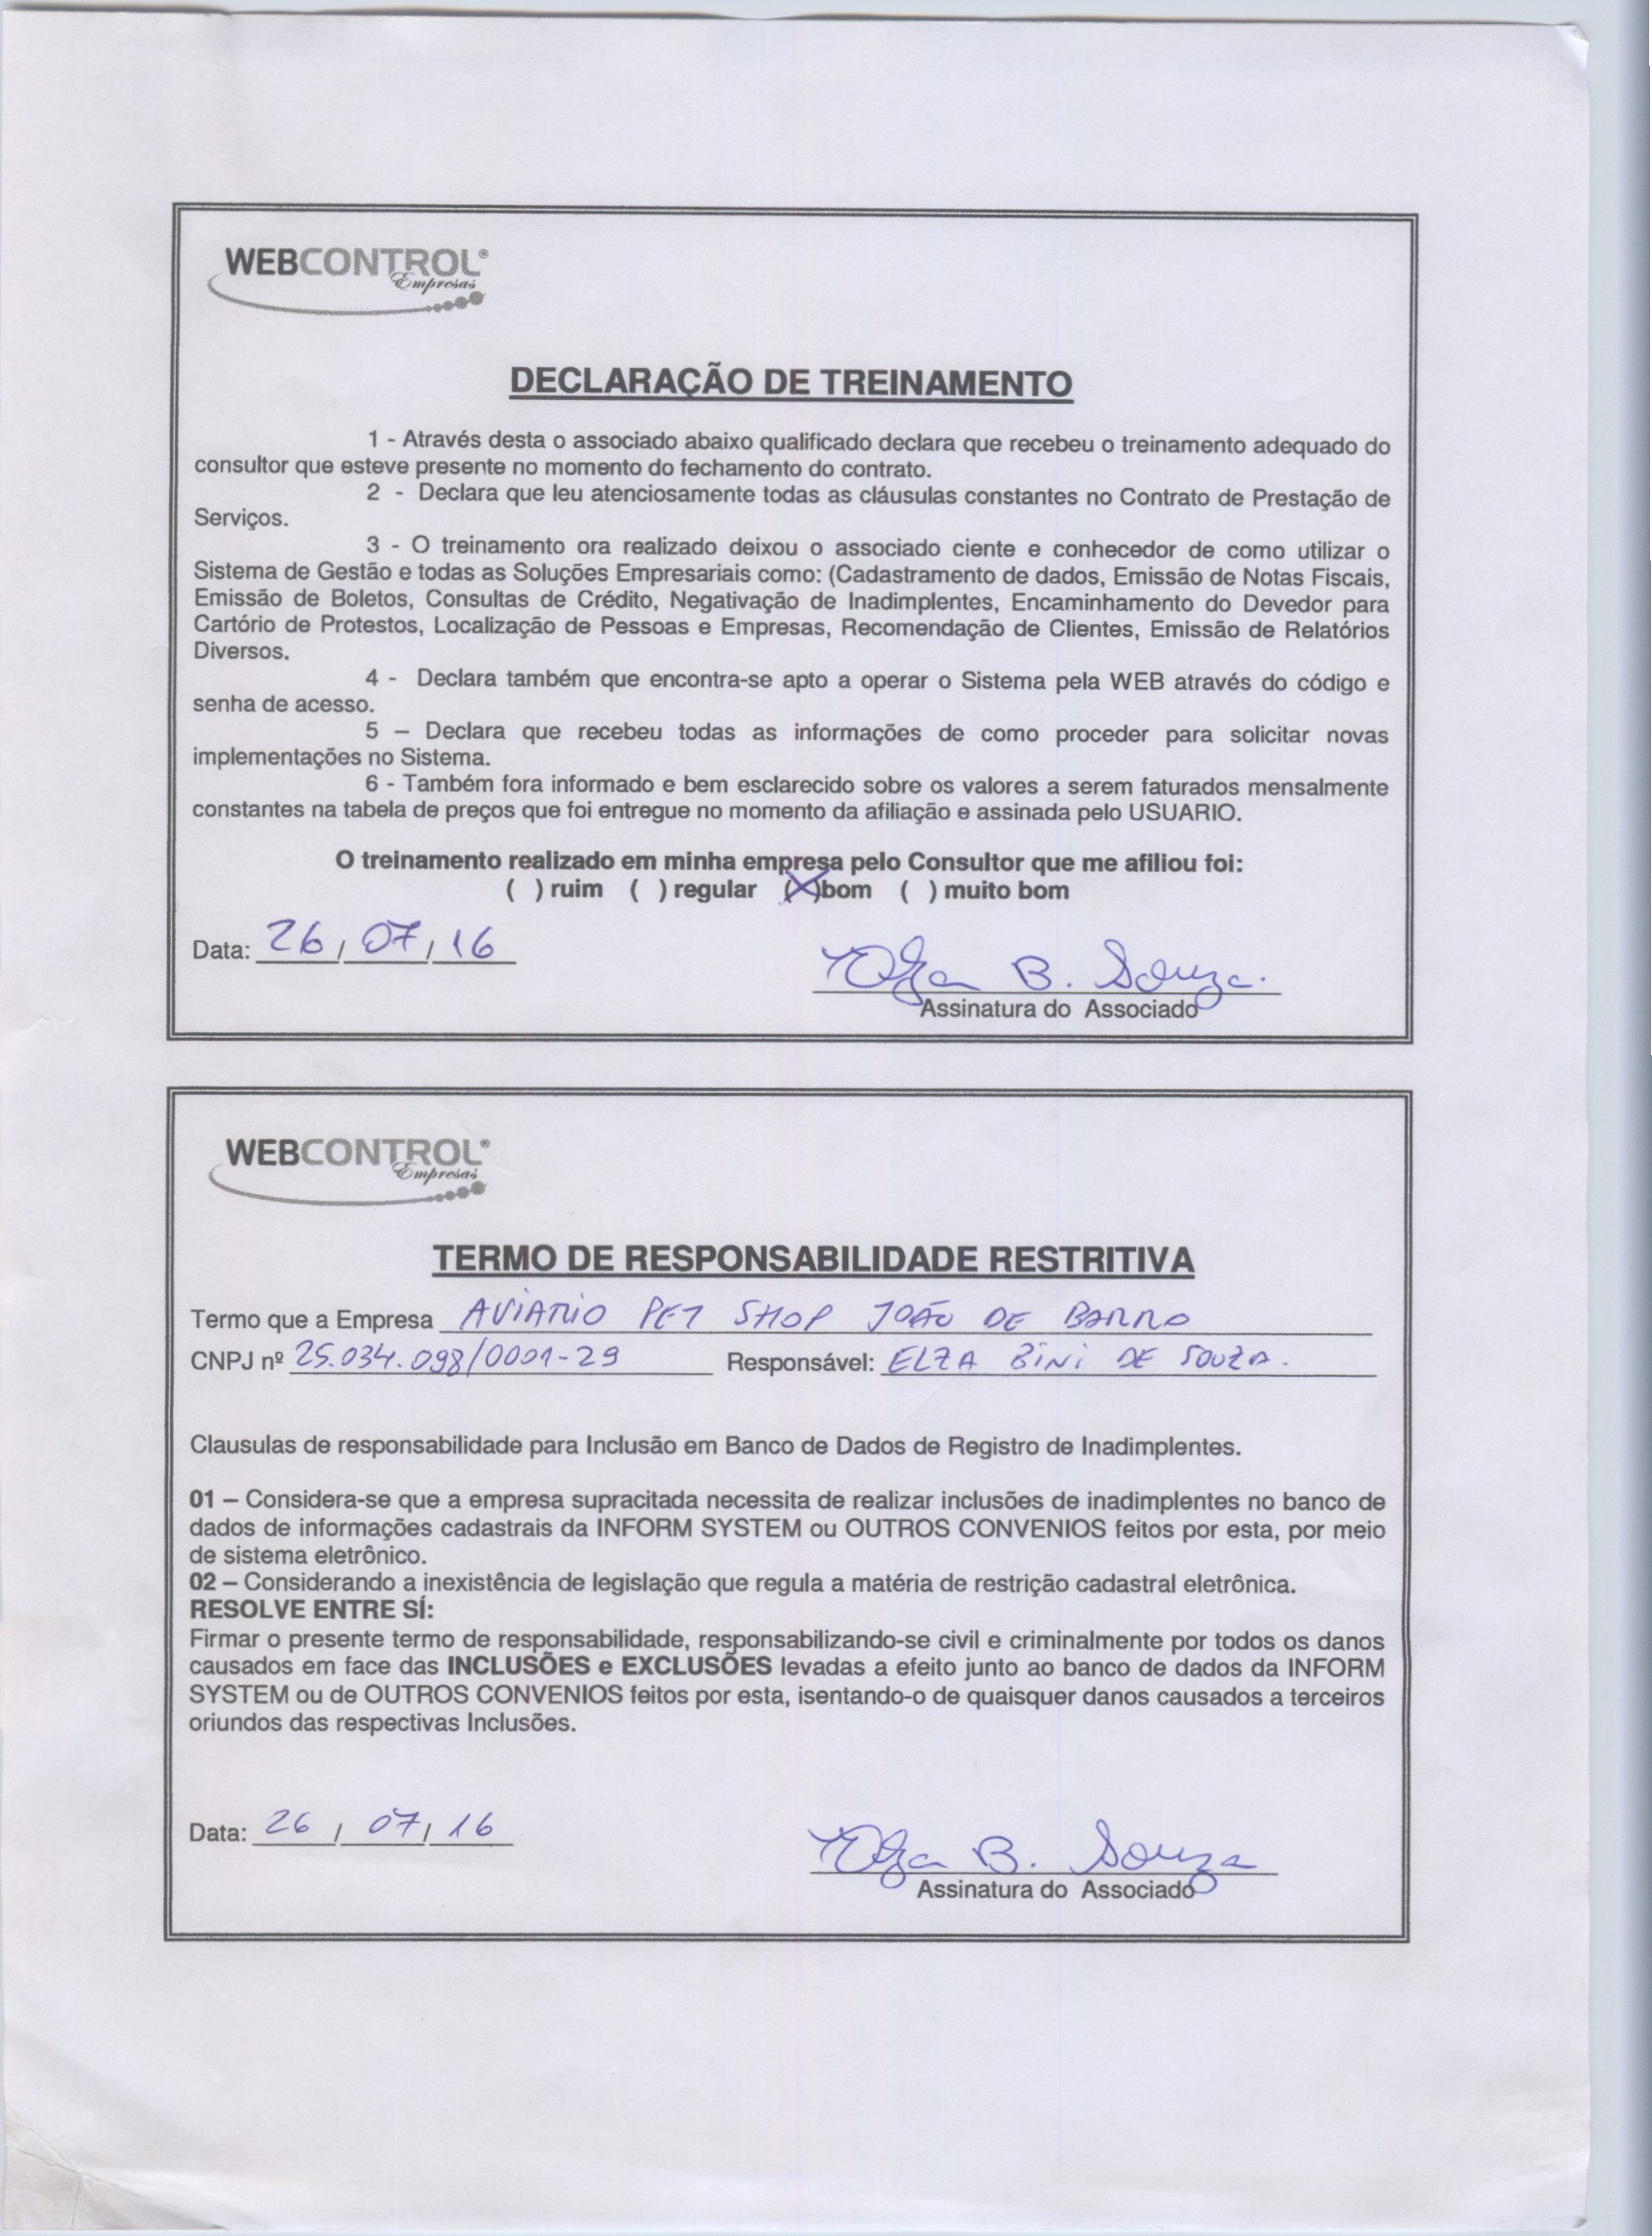 WEBCONTROL®
Empresas
DECLARAÇÃO DE TREINAMENTO
1 - Através desta o associado abaixo qualificado declara que recebeu o treinamento adequado do
consultor que esteve presente no momento do fechamento do contrato.
2 - Declara que leu atenciosamente todas as cláusulas constantes no Contrato de Prestação de
Serviços.
3 - O treinamento ora realizado deixou o associado ciente e conhecedor de como utilizar o
Sistema de Gestão e todas as Soluções Empresariais como: (Cadastramento de dados, Emissão de Notas Fiscais,
Emissão de Boletos, Consultas de Crédito, Negativação de Inadimplentes, Encaminhamento do Devedor para
Cartório de Protestos, Localização de Pessoas e Empresas, Recomendação de Clientes, Emissão de Relatórios
Diversos.
4 - Declara também que encontra-se apto a operar o Sistema pela WEB através do código e
senha de acesso.
5 – Declara que recebeu todas as informações de como proceder para solicitar novas
implementações no Sistema.
6 - Também fora informado e bem esclarecido sobre os valores a serem faturados mensalmente
constantes na tabela de preços que foi entregue no momento da afiliação e assinada pelo USUARIO.
O treinamento realizado em minha empresa pelo Consultor que me afiliou foi:
( ) ruim ( ) regular (X) bom ( ) muito bom
Data: 26 / 07 / 16
Elza B. Souza.
Assinatura do Associado
WEBCONTROL®
Empresas
TERMO DE RESPONSABILIDADE RESTRITIVA
Termo que a Empresa AVIARIO PET SHOP JOÃO DE BARRO
CNPJ nº 25.034.098/0001-29 Responsável: ELZA BINI DE SOUZA.
Clausulas de responsabilidade para Inclusão em Banco de Dados de Registro de Inadimplentes.
01 – Considera-se que a empresa supracitada necessita de realizar inclusões de inadimplentes no banco de
dados de informações cadastrais da INFORM SYSTEM ou OUTROS CONVENIOS feitos por esta, por meio
de sistema eletrônico.
02 – Considerando a inexistência de legislação que regula a matéria de restrição cadastral eletrônica.
RESOLVE ENTRE SÍ:
Firmar o presente termo de responsabilidade, responsabilizando-se civil e criminalmente por todos os danos
causados em face das INCLUSÕES e EXCLUSÕES levadas a efeito junto ao banco de dados da INFORM
SYSTEM ou de OUTROS CONVENIOS feitos por esta, isentando-o de quaisquer danos causados a terceiros
oriundos das respectivas Inclusões.
Data: 26 / 07 / 16
Elza B. Souza
Assinatura do Associado